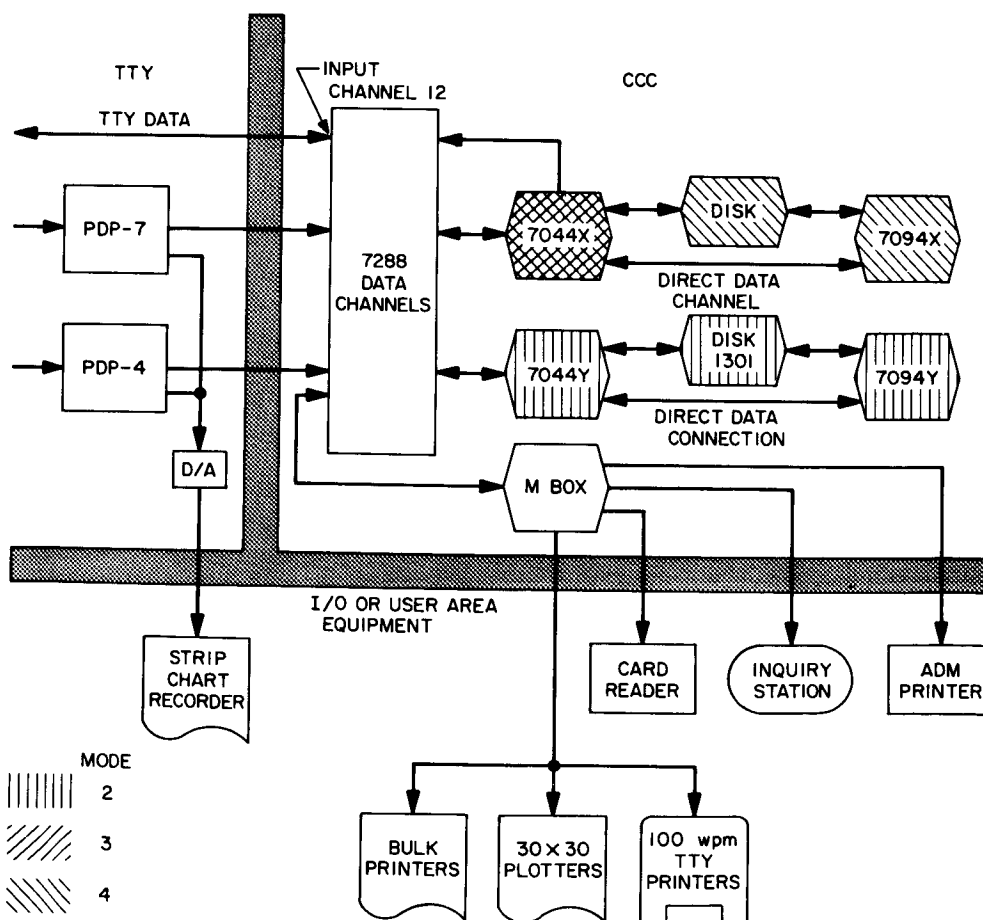 TTY
INPUT
CHANNEL 12
CCC
TTY DATA
PDP-7
7288
DATA
CHANNELS
7044X
DISK
7094X
DIRECT DATA
CHANNEL
PDP-4
7044Y
DISK
1301
7094Y
DIRECT DATA
CONNECTION
D/A
M BOX
I/O OR USER AREA
EQUIPMENT
STRIP
CHART
RECORDER
CARD
READER
INQUIRY
STATION
ADM
PRINTER
MODE
2
3
4
BULK
PRINTERS
30 × 30
PLOTTERS
100 wpm
TTY
PRINTERS